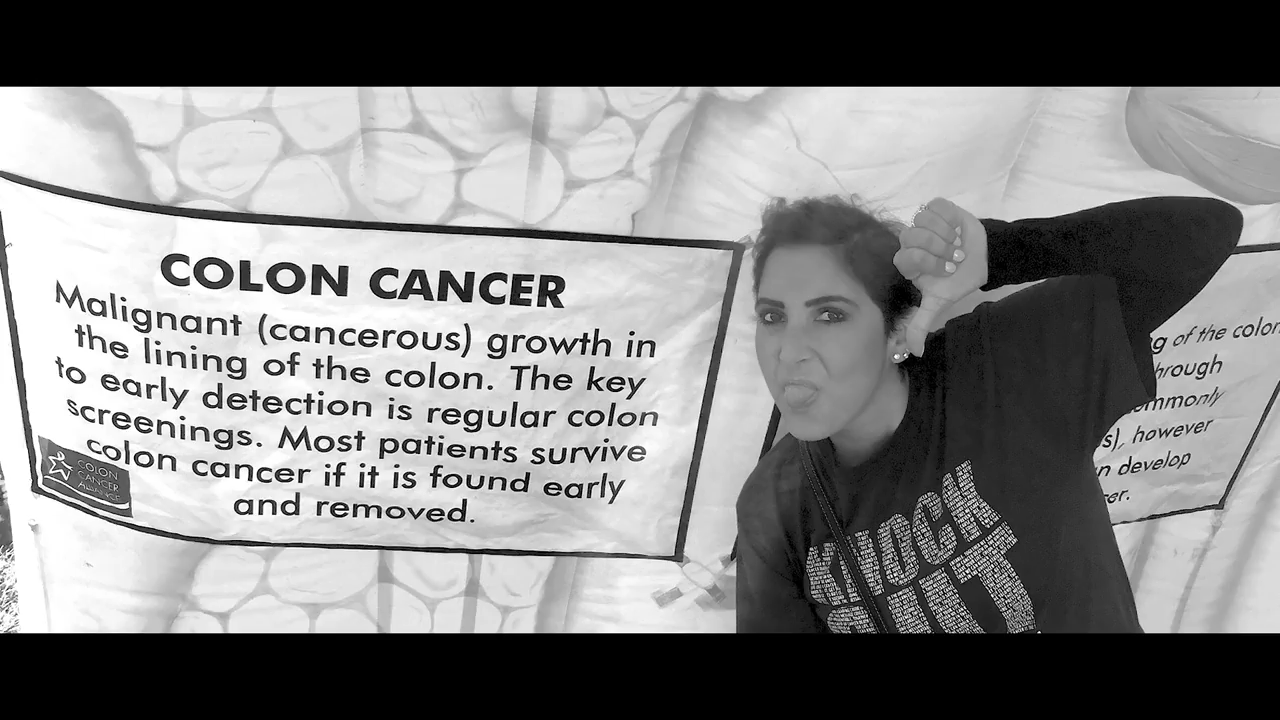 COLON CANCER
Malignant (cancerous) growth in
the lining of the colon. The key
to early detection is regular colon
screenings. Most patients survive
colon cancer if it is found early
and removed.
COLON
CANCER
ALLIANCE
of the colon
ommonly
however
develop
KNOCK
OUT